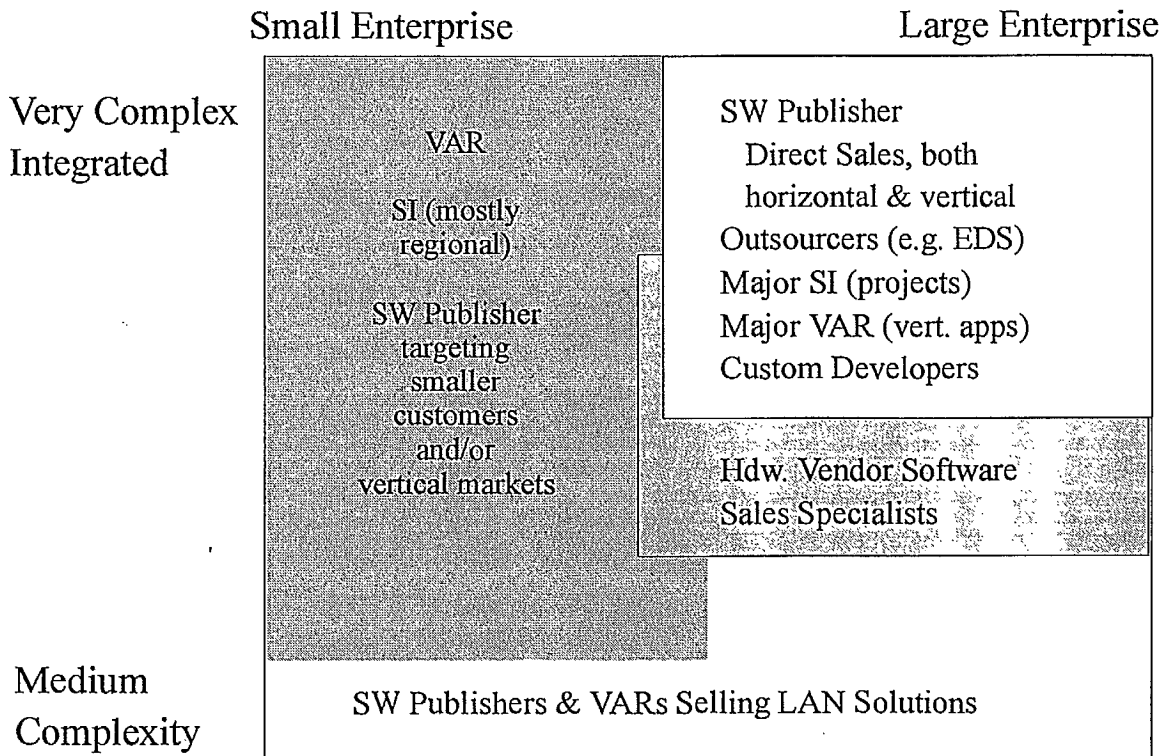 Small Enterprise
Large Enterprise
Very Complex
Integrated
VAR
SI (mostly
regional)
SW Publisher
targeting
smaller
customers
and/or
vertical markets
SW Publisher
Direct Sales, both
horizontal & vertical
Outsourcers (e.g. EDS)
Major SI (projects)
Major VAR (vert. apps)
Custom Developers
Hdw. Vendor Software
Sales Specialists
Medium
Complexity
SW Publishers & VARs Selling LAN Solutions